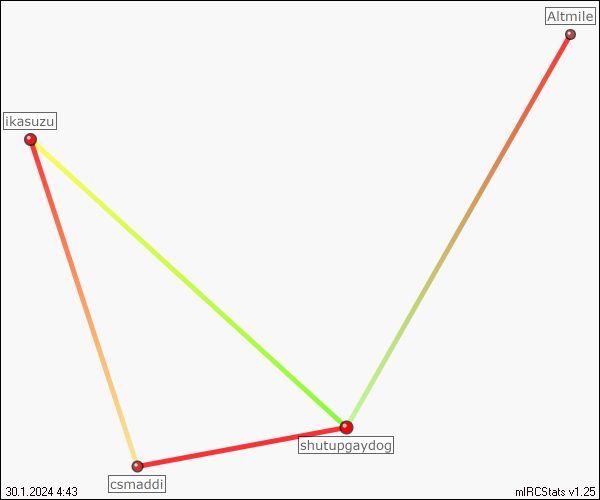 Altmile
ikasuzu
shutupgaydog
csmaddi
30.1.2024 4:43
mIRCStats v1.25